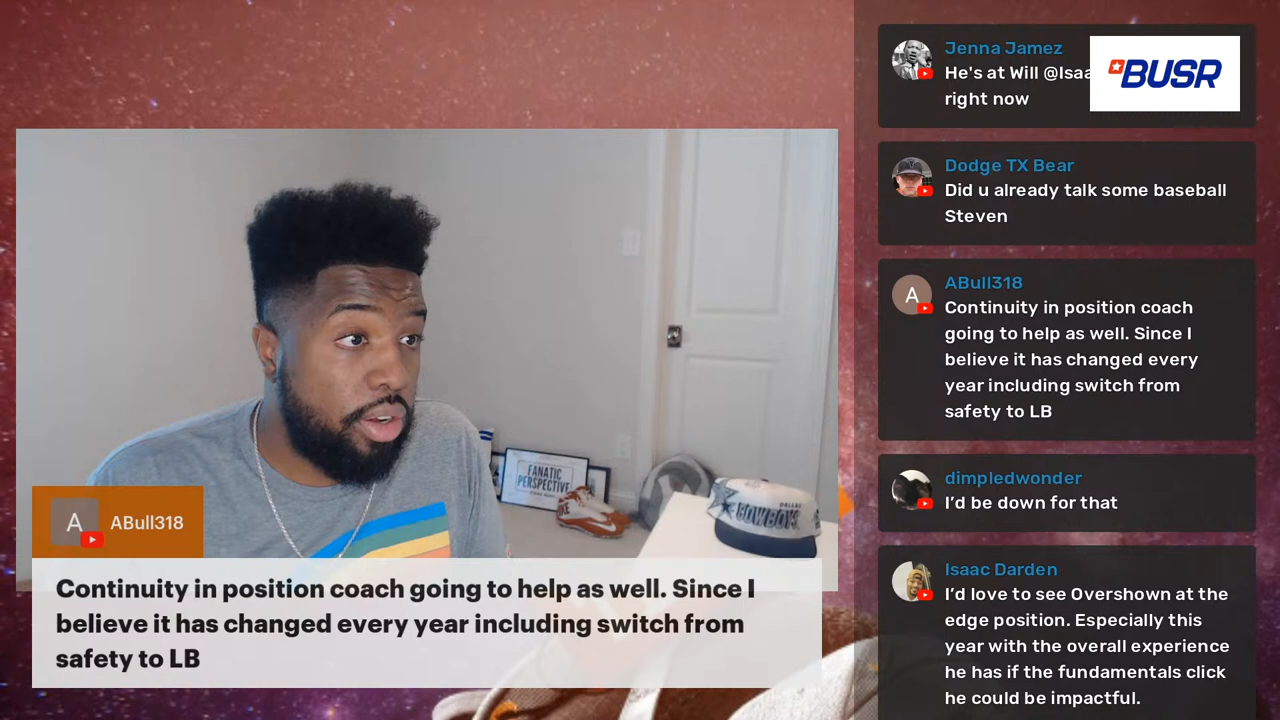 Jenna Jamez
He's at Will
right now
BUSR
Dodge TX Bear
Did u already talk some baseball
Steven
A
ABull318
Continuity in position coach
going to help as well. Since I
believe it has changed every
year including switch from
safety to LB
dimpledwonder
I'd be down for that
Isaac Darden
I'd love to see Overshown at the
edge position. Especially this
year with the overall experience
he has if the fundamentals click
he could be impactful.
FANATIC
PERSPECTIVE
DALLAS
COWBOYS
A
ABull318
Continuity in position coach going to help as well. Since I
believe it has changed every year including switch from
safety to LB